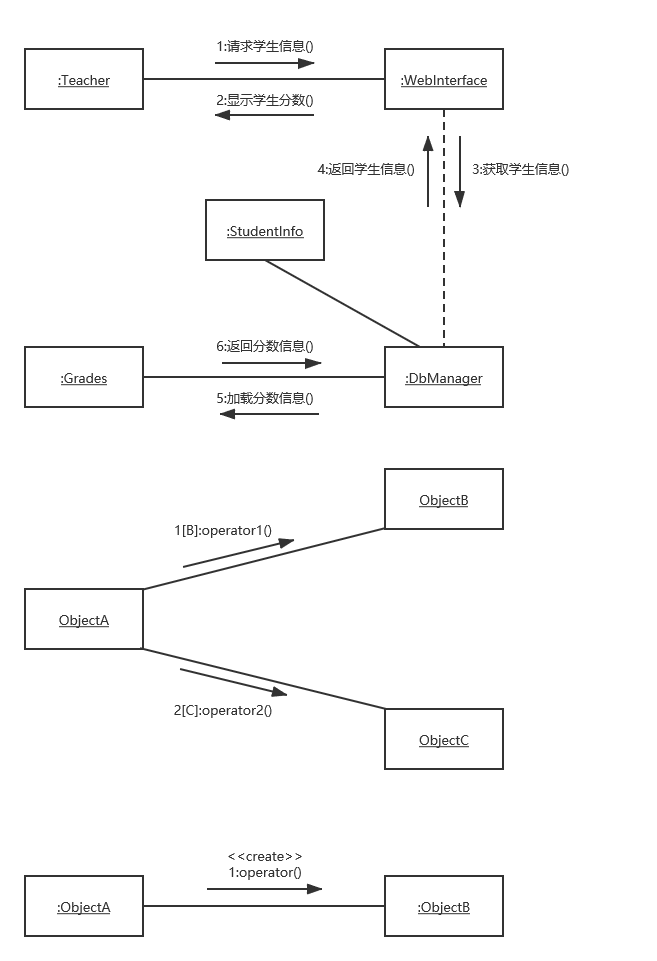 1:请求学生信息()
:Teacher
:WebInterface
2:显示学生分数()
4:返回学生信息()
3:获取学生信息()
:StudentInfo
6:返回分数信息()
:Grades
:DbManager
5:加载分数信息()
ObjectB
1[B]:operator1()
ObjectA
2[C]:operator2()
ObjectC
<<create>>
1:operator()
:ObjectA
:ObjectB